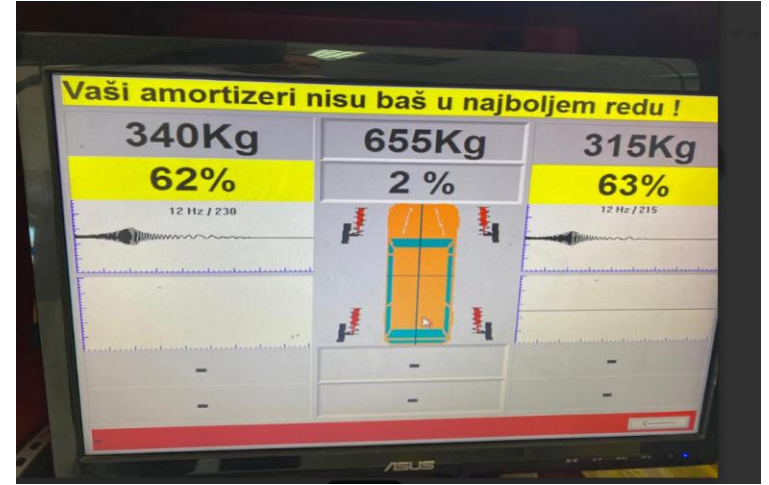 Vaši amortizeri nisu baš u najboljem redu !
340Kg 655Kg 315Kg
62% 2 % 63%
12 Hz / 230 12 Hz / 215
- - -
- - -
-
ASUS